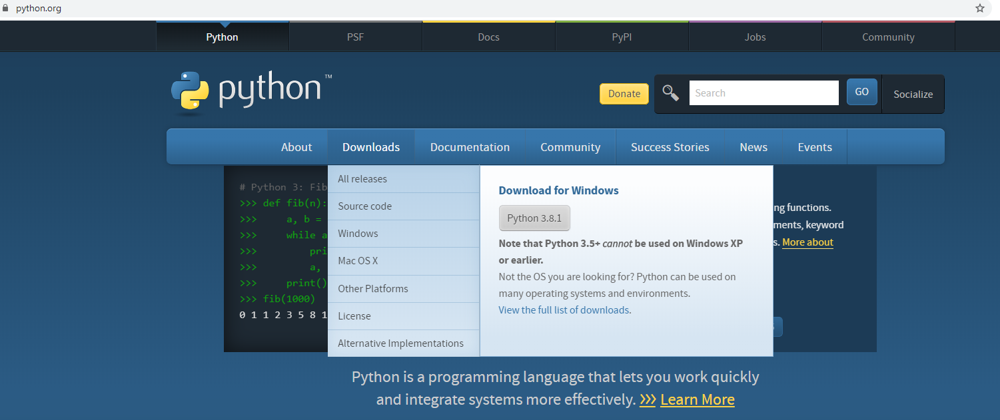 python.org
Python PSF Docs PyPI Jobs Community
python™
Donate Search GO Socialize
About Downloads Documentation Community Success Stories News Events
# Python 3: Fib
>>> def fib(n):
>>> a, b =
>>> while a
>>> pri
>>> a,
>>> print()
>>> fib(1000)
0 1 1 2 3 5 8 1
All releases
Source code
Windows
Mac OS X
Other Platforms
License
Alternative Implementations
Download for Windows
Python 3.8.1
Note that Python 3.5+ cannot be used on Windows XP
or earlier.
Not the OS you are looking for? Python can be used on
many operating systems and environments.
View the full list of downloads.
ng functions.
ments, keyword
s. More about
Python is a programming language that lets you work quickly
and integrate systems more effectively. >>> Learn More